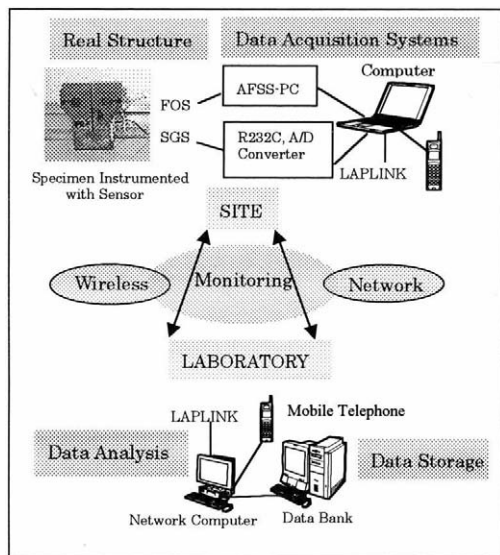 Real Structure
Data Acquisition Systems
Computer
FOS
AFSS-PC
SGS
R232C, A/D
Converter
LAPLINK
Specimen Instrumented
with Sensor
SITE
Wireless
Monitoring
Network
LABORATORY
LAPLINK
Mobile Telephone
Data Analysis
Data Storage
Network Computer
Data Bank